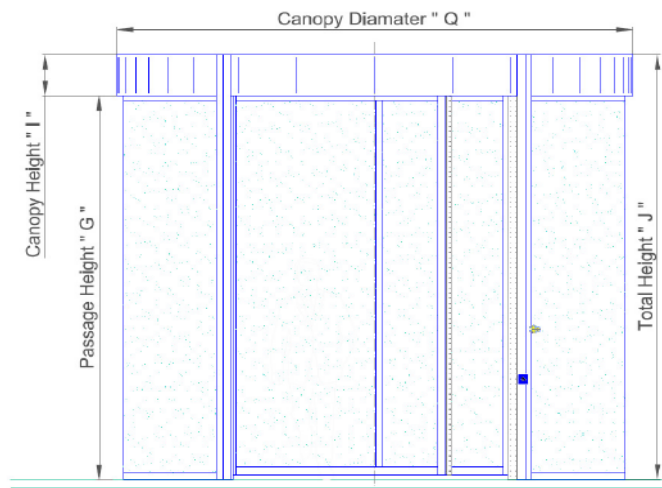 Canopy Diamater " Q "
Canopy Height " I "
Passage Height " G "
Total Height " J "